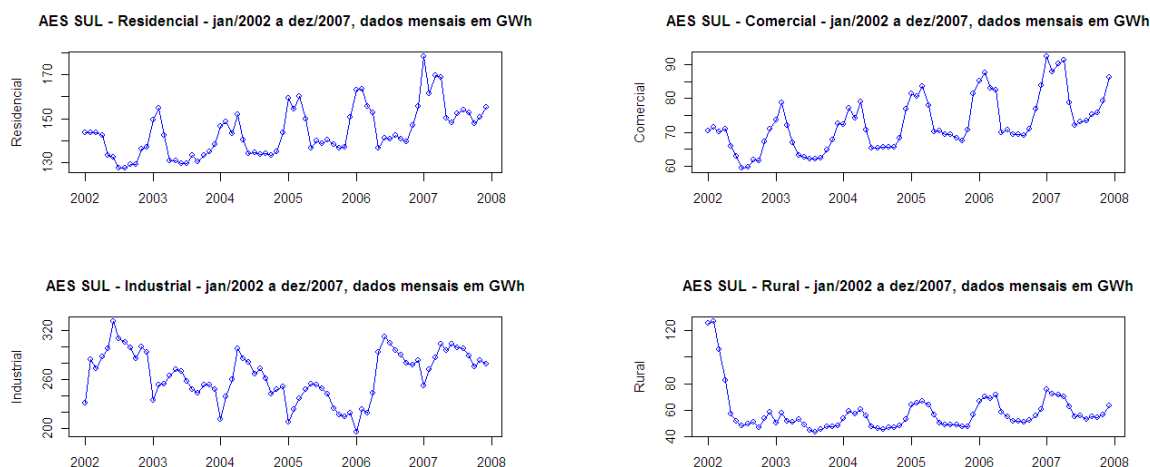 AES SUL - Residencial - jan/2002 a dez/2007, dados mensais em GWh
Residencial
170
150
130
2002 2003 2004 2005 2006 2007 2008
AES SUL - Comercial - jan/2002 a dez/2007, dados mensais em GWh
Comercial
90
80
70
60
2002 2003 2004 2005 2006 2007 2008
AES SUL - Industrial - jan/2002 a dez/2007, dados mensais em GWh
Industrial
320
260
200
2002 2003 2004 2005 2006 2007 2008
AES SUL - Rural - jan/2002 a dez/2007, dados mensais em GWh
Rural
120
80
60
40
2002 2003 2004 2005 2006 2007 2008